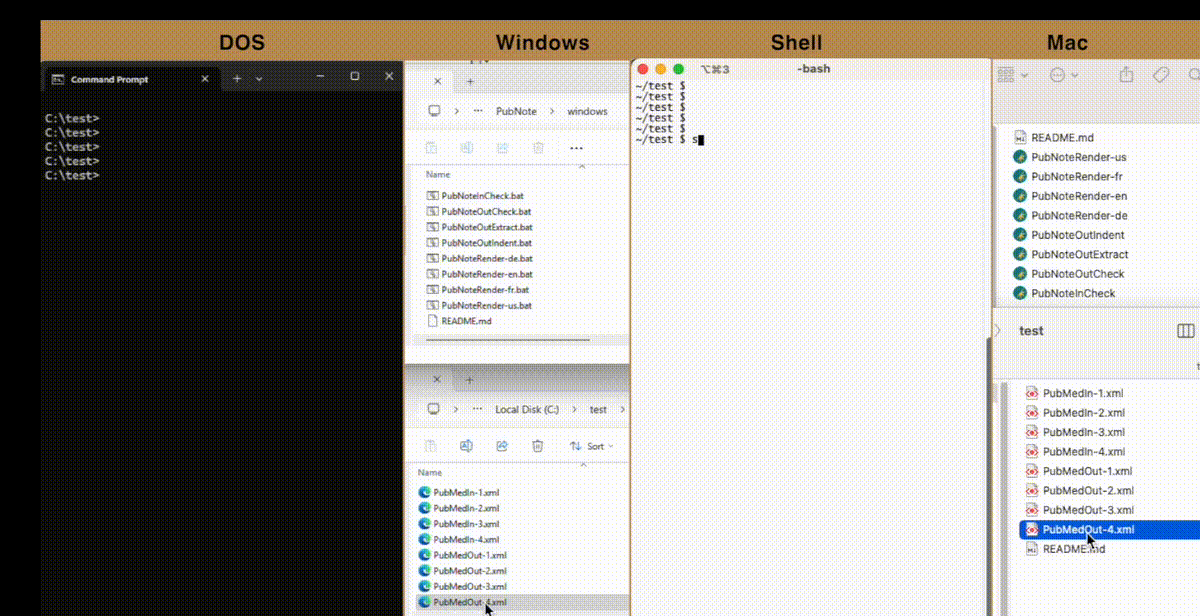 DOS
Windows
Shell
Mac
Command Prompt
C:\test>
C:\test>
C:\test>
C:\test>
C:\test>
PubNote
windows
Name
PubNoteInCheck.bat
PubNoteOutCheck.bat
PubNoteOutExtract.bat
PubNoteOutIndent.bat
PubNoteRender-de.bat
PubNoteRender-en.bat
PubNoteRender-fr.bat
PubNoteRender-us.bat
README.md
Local Disk (C:)
test
Sort
Name
PubMedIn-1.xml
PubMedIn-2.xml
PubMedIn-3.xml
PubMedIn-4.xml
PubMedOut-1.xml
PubMedOut-2.xml
PubMedOut-3.xml
PubMedOut-4.xml
⌥⌘3
-bash
~/test $
~/test $
~/test $
~/test $
~/test $
~/test $ s
README.md
PubNoteRender-us
PubNoteRender-fr
PubNoteRender-en
PubNoteRender-de
PubNoteOutIndent
PubNoteOutExtract
PubNoteOutCheck
PubNoteInCheck
test
PubMedIn-1.xml
PubMedIn-2.xml
PubMedIn-3.xml
PubMedIn-4.xml
PubMedOut-1.xml
PubMedOut-2.xml
PubMedOut-3.xml
PubMedOut-4.xml
README.md